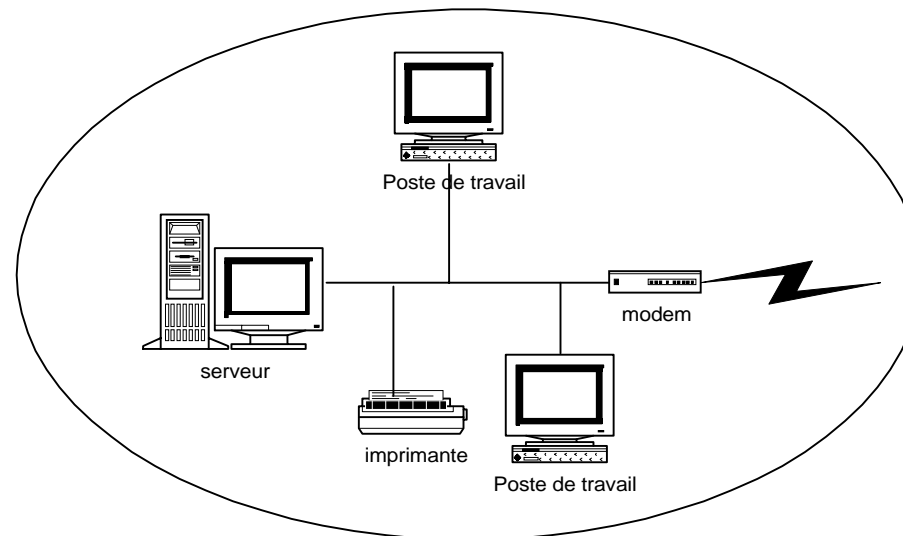 Poste de travail
modem
serveur
imprimante
Poste de travail